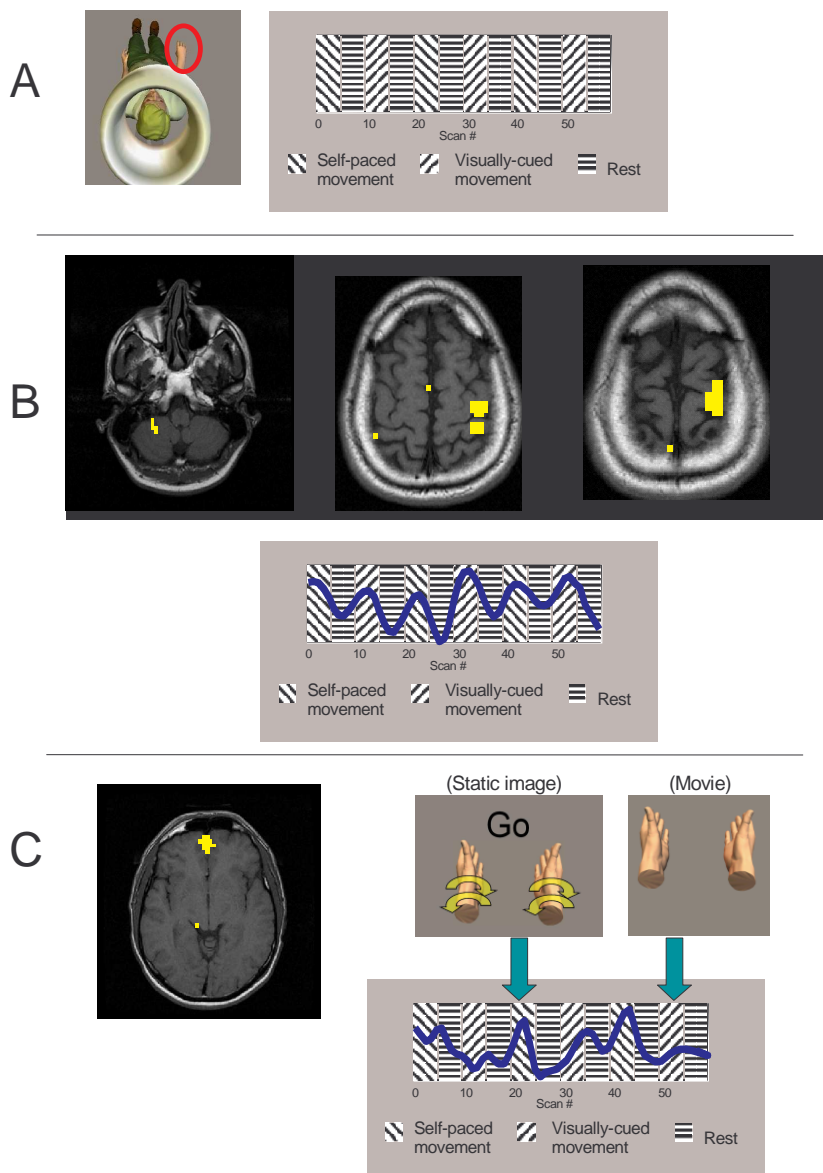 A
0 10 20 30 40 50
Scan #
Self-paced movement
Visually-cued movement
Rest
B
0 10 20 30 40 50
Scan #
Self-paced movement
Visually-cued movement
Rest
C
(Static image)
(Movie)
Go
0 10 20 30 40 50
Scan #
Self-paced movement
Visually-cued movement
Rest